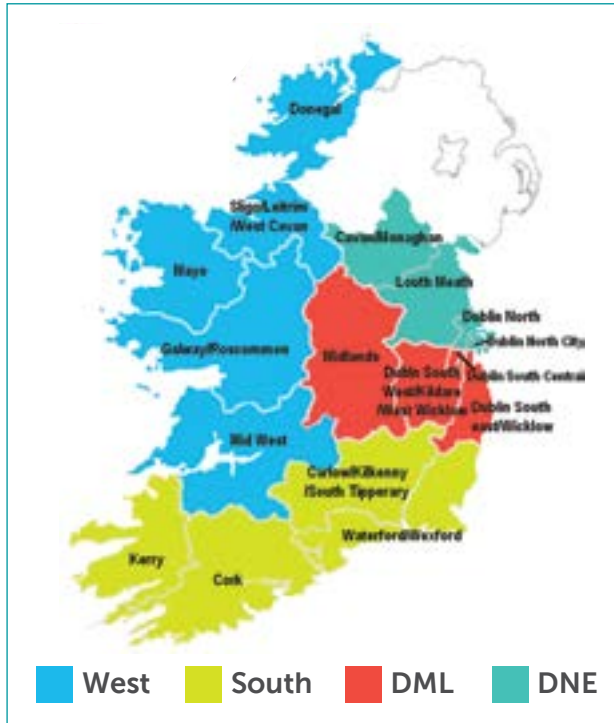 Donegal
Sligo/Leitrim
/West Cavan
Cavan/Monaghan
Mayo
Louth Meath
Dublin North
Galway/Roscommon
Midlands
Dublin North City
Dublin South
West/Kildare
/West Wicklow
Dublin South Central
Dublin South
east/Wicklow
Mid West
Carlow/Kilkenny
/South Tipperary
Waterford/Wexford
Kerry
Cork
West
South
DML
DNE